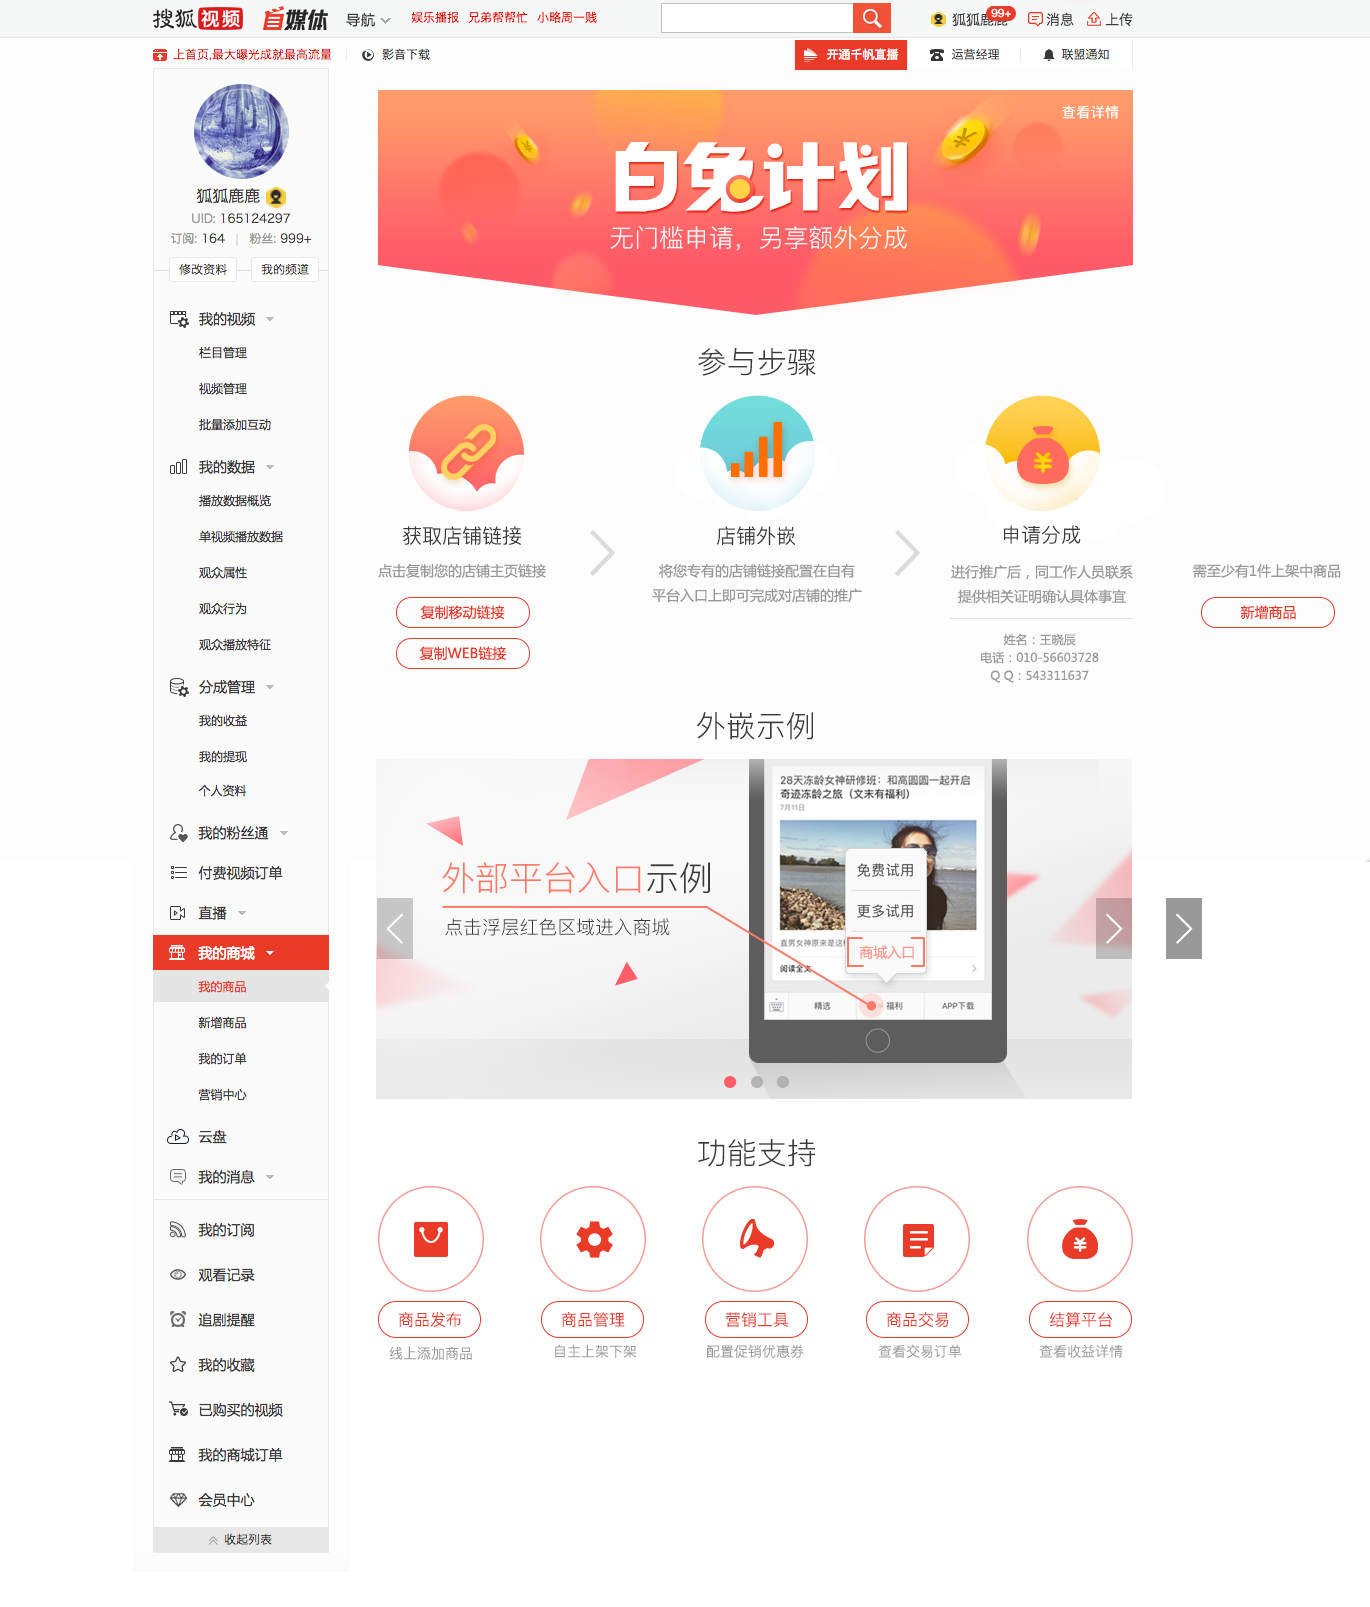 搜狐视频 首媒体 导航 娱乐播报 兄弟帮帮忙 小略周一贱 狐狐鹿鹿 99+ 消息 上传
上首页,最大曝光成就最高流量 影音下载 开通千帆直播 运营经理 联盟通知
狐狐鹿鹿
UID: 165124297
订阅: 164 | 粉丝: 999+
修改资料 我的频道
我的视频
栏目管理
视频管理
批量添加互动
我的数据
播放数据概览
单视频播放数据
观众属性
观众行为
观众播放特征
分成管理
我的收益
我的提现
个人资料
我的粉丝通
付费视频订单
直播
我的商城
我的商品
新增商品
我的订单
营销中心
云盘
我的消息
我的订阅
观看记录
追剧提醒
我的收藏
已购买的视频
我的商城订单
会员中心
收起列表
查看详情
白兔计划
无门槛申请，另享额外分成
参与步骤
¥
获取店铺链接
点击复制您的店铺主页链接
复制移动链接
复制WEB链接
店铺外嵌
将您专有的店铺链接配置在自有
平台入口上即可完成对店铺的推广
申请分成
进行推广后，同工作人员联系
提供相关证明确认具体事宜
姓名：王晓辰
电话：010-56603728
Q Q：543311637
需至少有1件上架中商品
新增商品
外嵌示例
外部平台入口示例
点击浮层红色区域进入商城
28天冻龄女神研修班：和高圆圆一起开启
奇迹冻龄之旅（文末有福利）
7月11日
免费试用
更多试用
商城入口
直男女神原来是这样
阅读全文
精选 福利 APP下载
功能支持
¥
商品发布 商品管理 营销工具 商品交易 结算平台
线上添加商品 自主上架下架 配置促销优惠券 查看交易订单 查看收益详情